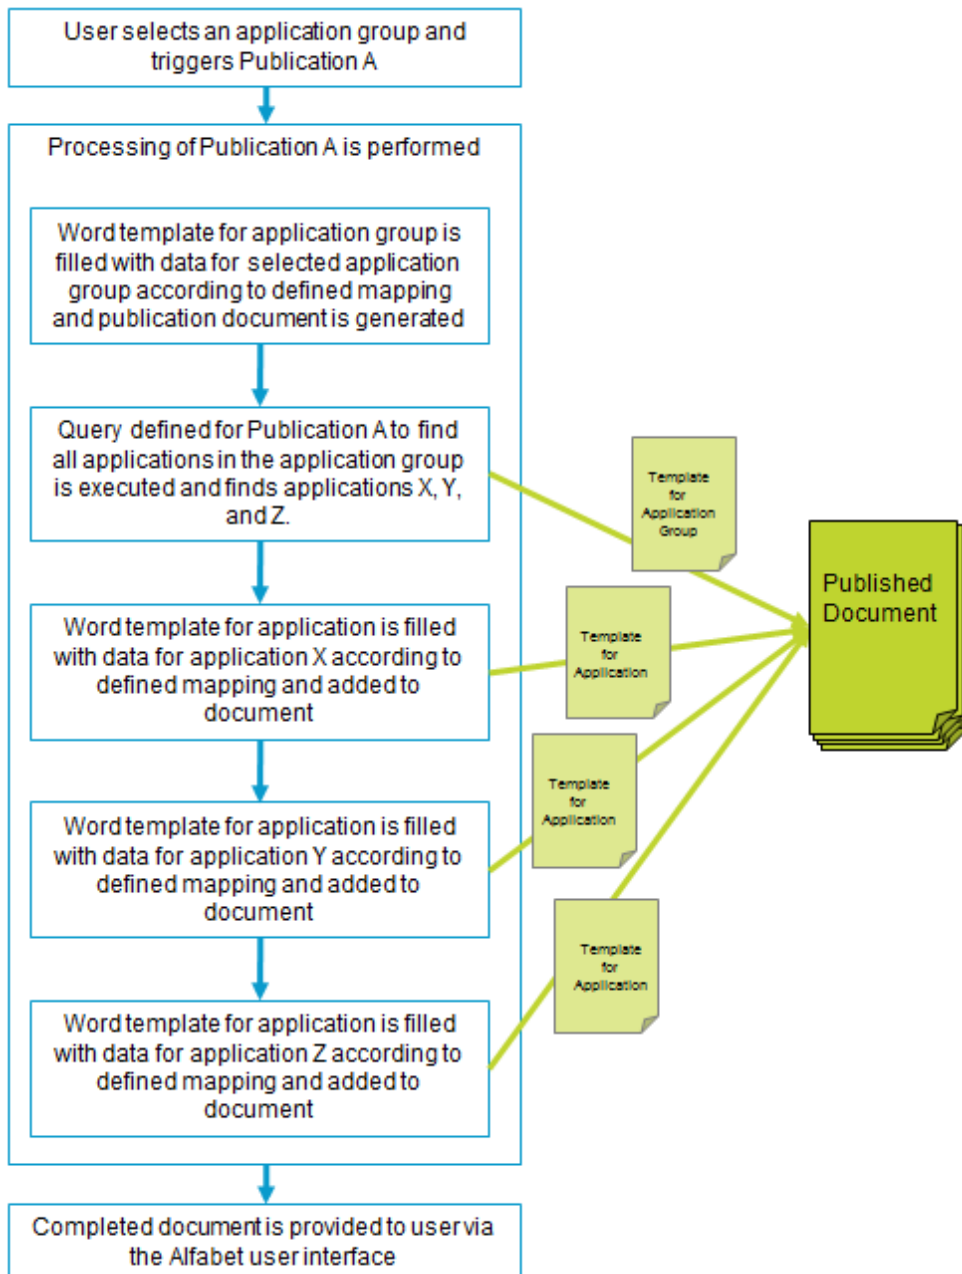 User selects an application group and
triggers Publication A
Processing of Publication A is performed
Word template for application group is
filled with data for selected application
group according to defined mapping
and publication document is generated
Query defined for Publication A to find
all applications in the application group
is executed and finds applications X, Y,
and Z.
Template
for
Application
Group
Published
Document
Word template for application is filled
with data for application X according to
defined mapping and added to
document
Template
for
Application
Word template for application is filled
with data for application Y according to
defined mapping and added to
document
Template
for
Application
Word template for application is filled
with data for application Z according to
defined mapping and added to
document
Template
for
Application
Completed document is provided to user via
the Alfabet user interface